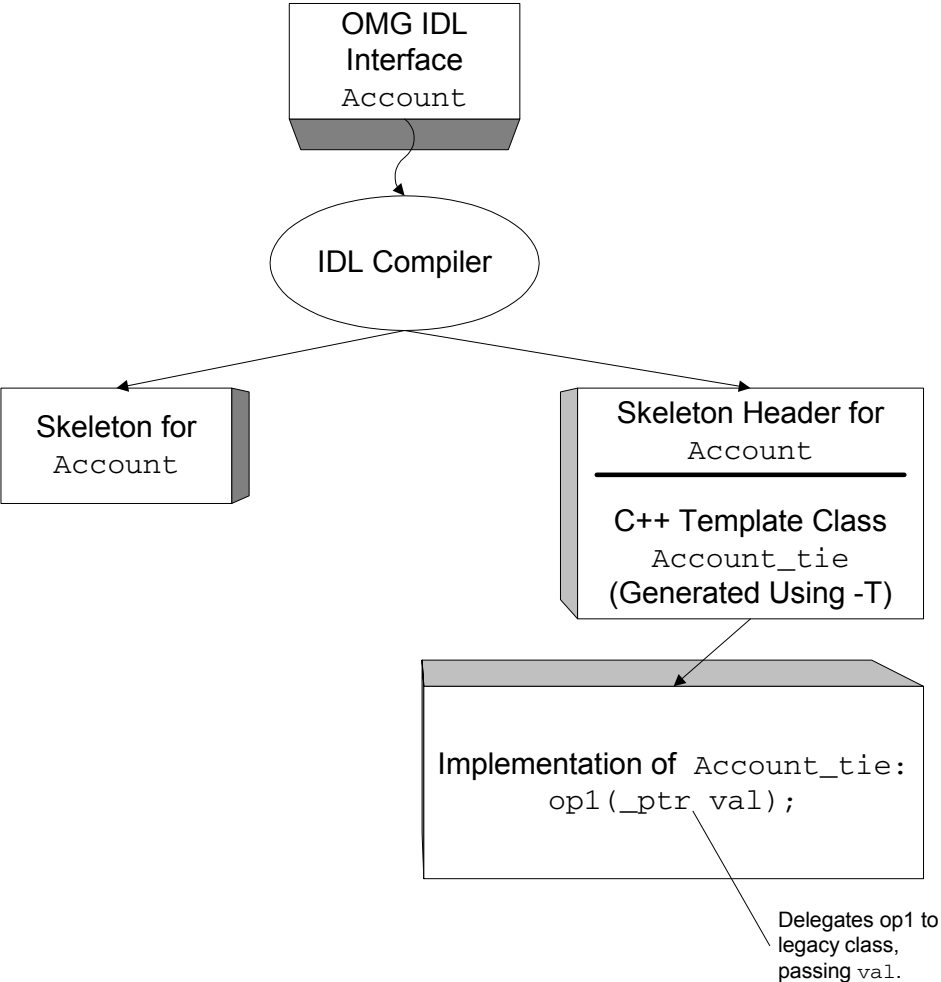 OMG IDL
Interface
Account
IDL Compiler
Skeleton for
Account
Skeleton Header for
Account
C++ Template Class
Account_tie
(Generated Using -T)
Implementation of Account_tie:
op1(_ptr val);
Delegates op1 to
legacy class,
passing val.